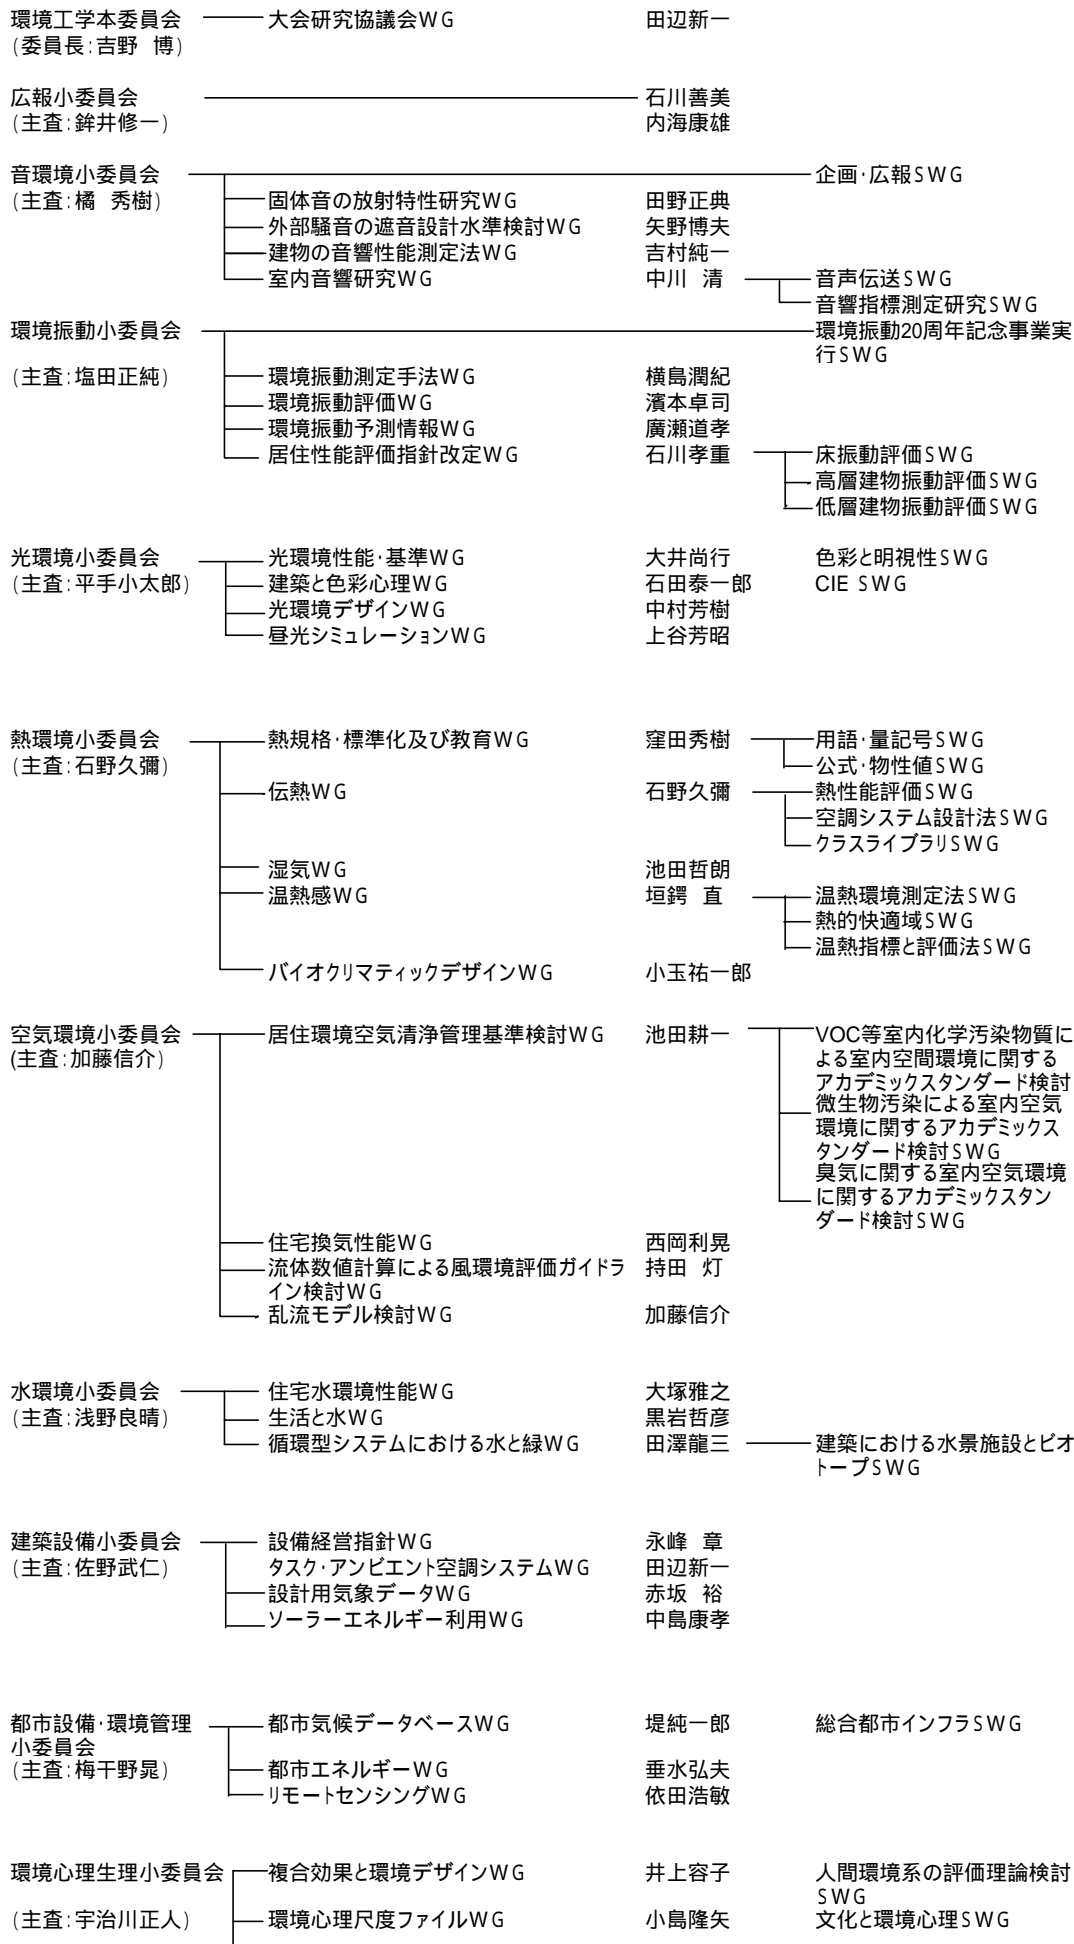 環境工学本委員会 大会研究協議会WG 田辺新一
(委員長:吉野 博)
広報小委員会 石川善美
(主査:鉾井修一) 内海康雄
音環境小委員会 企画・広報SWG
(主査:橘 秀樹) 固体音の放射特性研究WG 田野正典
外部騒音の遮音設計水準検討WG 矢野博夫
建物の音響性能測定法WG 吉村純一
室内音響研究WG 中川 清 音声伝送SWG
音響指標測定研究SWG
環境振動小委員会 環境振動20周年記念事業実
行SWG
(主査:塩田正純) 環境振動測定手法WG 横島潤紀
環境振動評価WG 濱本卓司
環境振動予測情報WG 廣瀬道孝
居住性能評価指針改定WG 石川孝重 床振動評価SWG
高層建物振動評価SWG
低層建物振動評価SWG
光環境小委員会 光環境性能・基準WG 大井尚行 色彩と明視性SWG
(主査:平手小太郎) 建築と色彩心理WG 石田泰一郎 CIE SWG
光環境デザインWG 中村芳樹
昼光シミュレーションWG 上谷芳昭
熱環境小委員会 熱規格・標準化及び教育WG 窪田秀樹 用語・量記号SWG
(主査:石野久彌) 公式・物性値SWG
伝熱WG 石野久彌 熱性能評価SWG
空調システム設計法SWG
クラスライブラリSWG
湿気WG 池田哲朗
温熱感WG 垣鍔 直 温熱環境測定法SWG
熱的快適域SWG
温熱指標と評価法SWG
バイオクリマティックデザインWG 小玉祐一郎
空気環境小委員会 居住環境空気清浄管理基準検討WG 池田耕一 VOC等室内化学汚染物質に
(主査:加藤信介) よる室内空間環境に関する
アカデミックスタンダード検討
微生物汚染による室内空気
環境に関するアカデミックス
タンダード検討SWG
臭気に関する室内空気環境
に関するアカデミックスタン
ダード検討SWG
住宅換気性能WG 西岡利晃
流体数値計算による風環境評価ガイドラ 持田 灯
イン検討WG
乱流モデル検討WG 加藤信介
水環境小委員会 住宅水環境性能WG 大塚雅之
(主査:浅野良晴) 生活と水WG 黒岩哲彦
循環型システムにおける水と緑WG 田澤龍三 建築における水景施設とビオ
トープSWG
建築設備小委員会 設備経営指針WG 永峰 章
(主査:佐野武仁) タスク・アンビエント空調システムWG 田辺新一
設計用気象データWG 赤坂 裕
ソーラーエネルギー利用WG 中島康孝
都市設備・環境管理 都市気候データベースWG 堤純一郎 総合都市インフラSWG
小委員会
(主査:梅干野晁) 都市エネルギーWG 垂水弘夫
リモートセンシングWG 依田浩敏
環境心理生理小委員会 複合効果と環境デザインWG 井上容子 人間環境系の評価理論検討
SWG
(主査:宇治川正人) 環境心理尺度ファイルWG 小島隆矢 文化と環境心理SWG